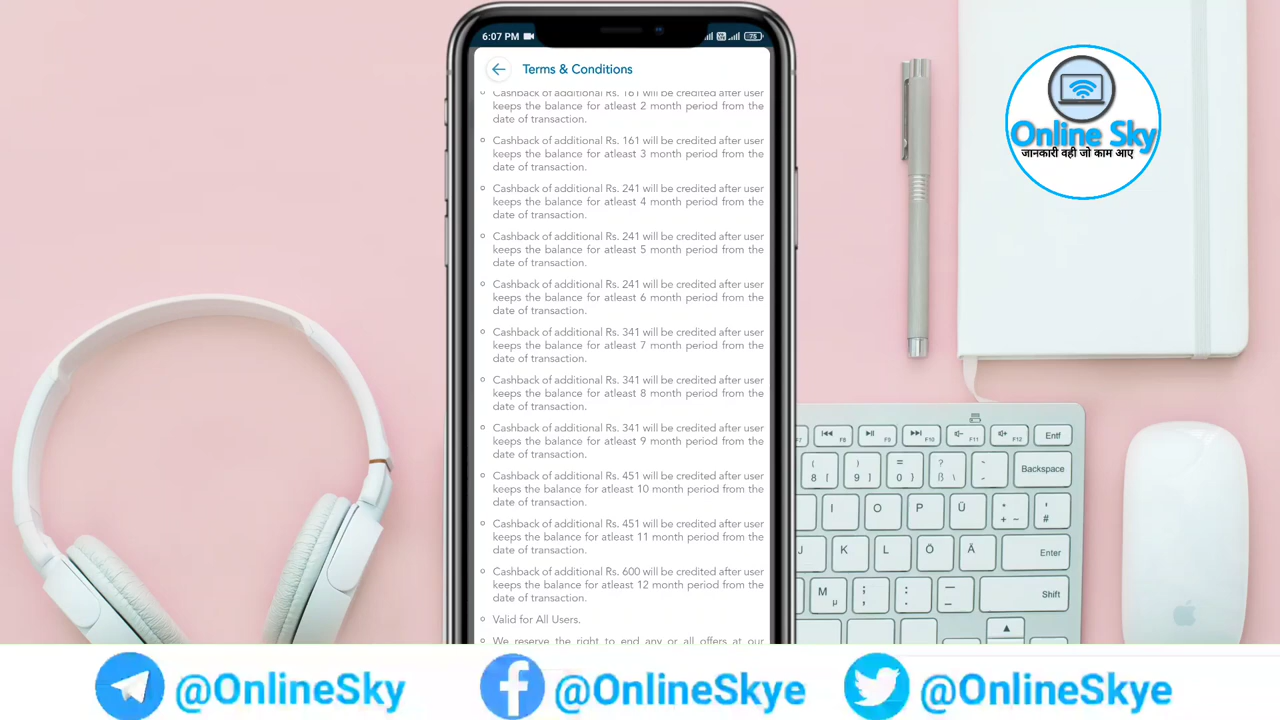 6:07 PM
75
Terms & Conditions
Cashback of additional Rs. 161 will be credited after user
keeps the balance for atleast 2 month period from the
date of transaction.
Cashback of additional Rs. 161 will be credited after user
keeps the balance for atleast 3 month period from the
date of transaction.
Cashback of additional Rs. 241 will be credited after user
keeps the balance for atleast 4 month period from the
date of transaction.
Cashback of additional Rs. 241 will be credited after user
keeps the balance for atleast 5 month period from the
date of transaction.
Cashback of additional Rs. 241 will be credited after user
keeps the balance for atleast 6 month period from the
date of transaction.
Cashback of additional Rs. 341 will be credited after user
keeps the balance for atleast 7 month period from the
date of transaction.
Cashback of additional Rs. 341 will be credited after user
keeps the balance for atleast 8 month period from the
date of transaction.
Cashback of additional Rs. 341 will be credited after user
keeps the balance for atleast 9 month period from the
date of transaction.
Cashback of additional Rs. 451 will be credited after user
keeps the balance for atleast 10 month period from the
date of transaction.
Cashback of additional Rs. 451 will be credited after user
keeps the balance for atleast 11 month period from the
date of transaction.
Cashback of additional Rs. 600 will be credited after user
keeps the balance for atleast 12 month period from the
date of transaction.
Valid for All Users.
We reserve the right to end any or all offers at our
Online Sky
जानकारी वही जो काम आए
F7 F8 F9 F10 F11 F12 Entf
( 8 [ ) 9 ] = 0 } ? ß \ Backspace
I O P Ü * + ~ ' #
J K L Ö Ä Enter
M µ ; , : . _ - Shift
@OnlineSky
@OnlineSkye
@OnlineSkye